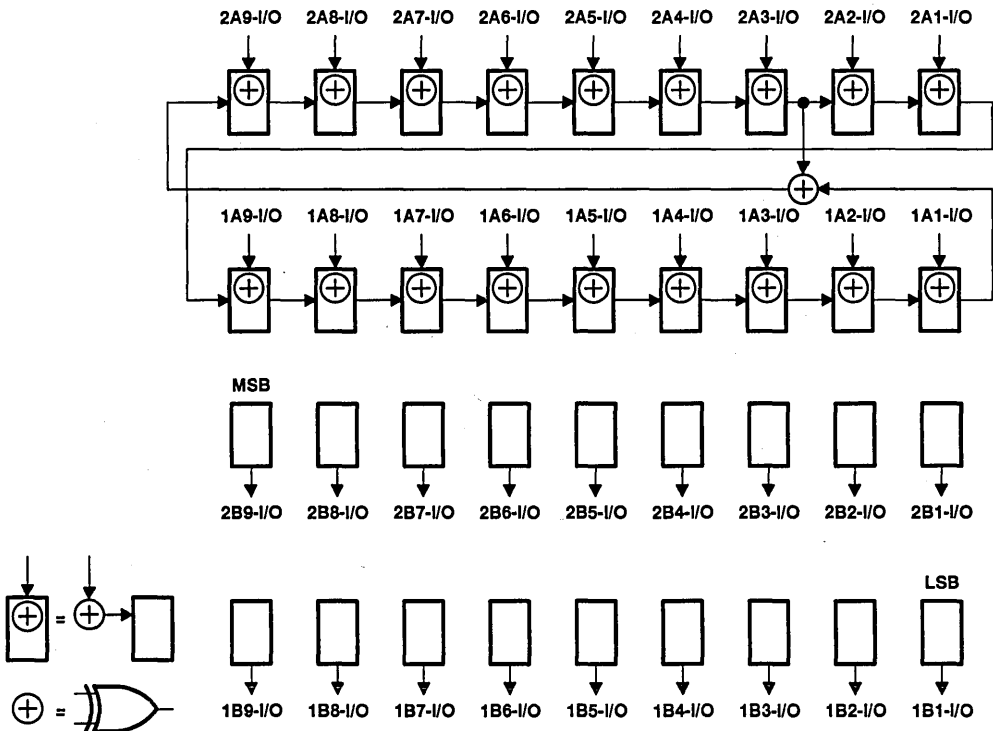 2A9-I/O 2A8-I/O 2A7-I/O 2A6-I/O 2A5-I/O 2A4-I/O 2A3-I/O 2A2-I/O 2A1-I/O
1A9-I/O 1A8-I/O 1A7-I/O 1A6-I/O 1A5-I/O 1A4-I/O 1A3-I/O 1A2-I/O 1A1-I/O
MSB
2B9-I/O 2B8-I/O 2B7-I/O 2B6-I/O 2B5-I/O 2B4-I/O 2B3-I/O 2B2-I/O 2B1-I/O
LSB
=
=
1B9-I/O 1B8-I/O 1B7-I/O 1B6-I/O 1B5-I/O 1B4-I/O 1B3-I/O 1B2-I/O 1B1-I/O